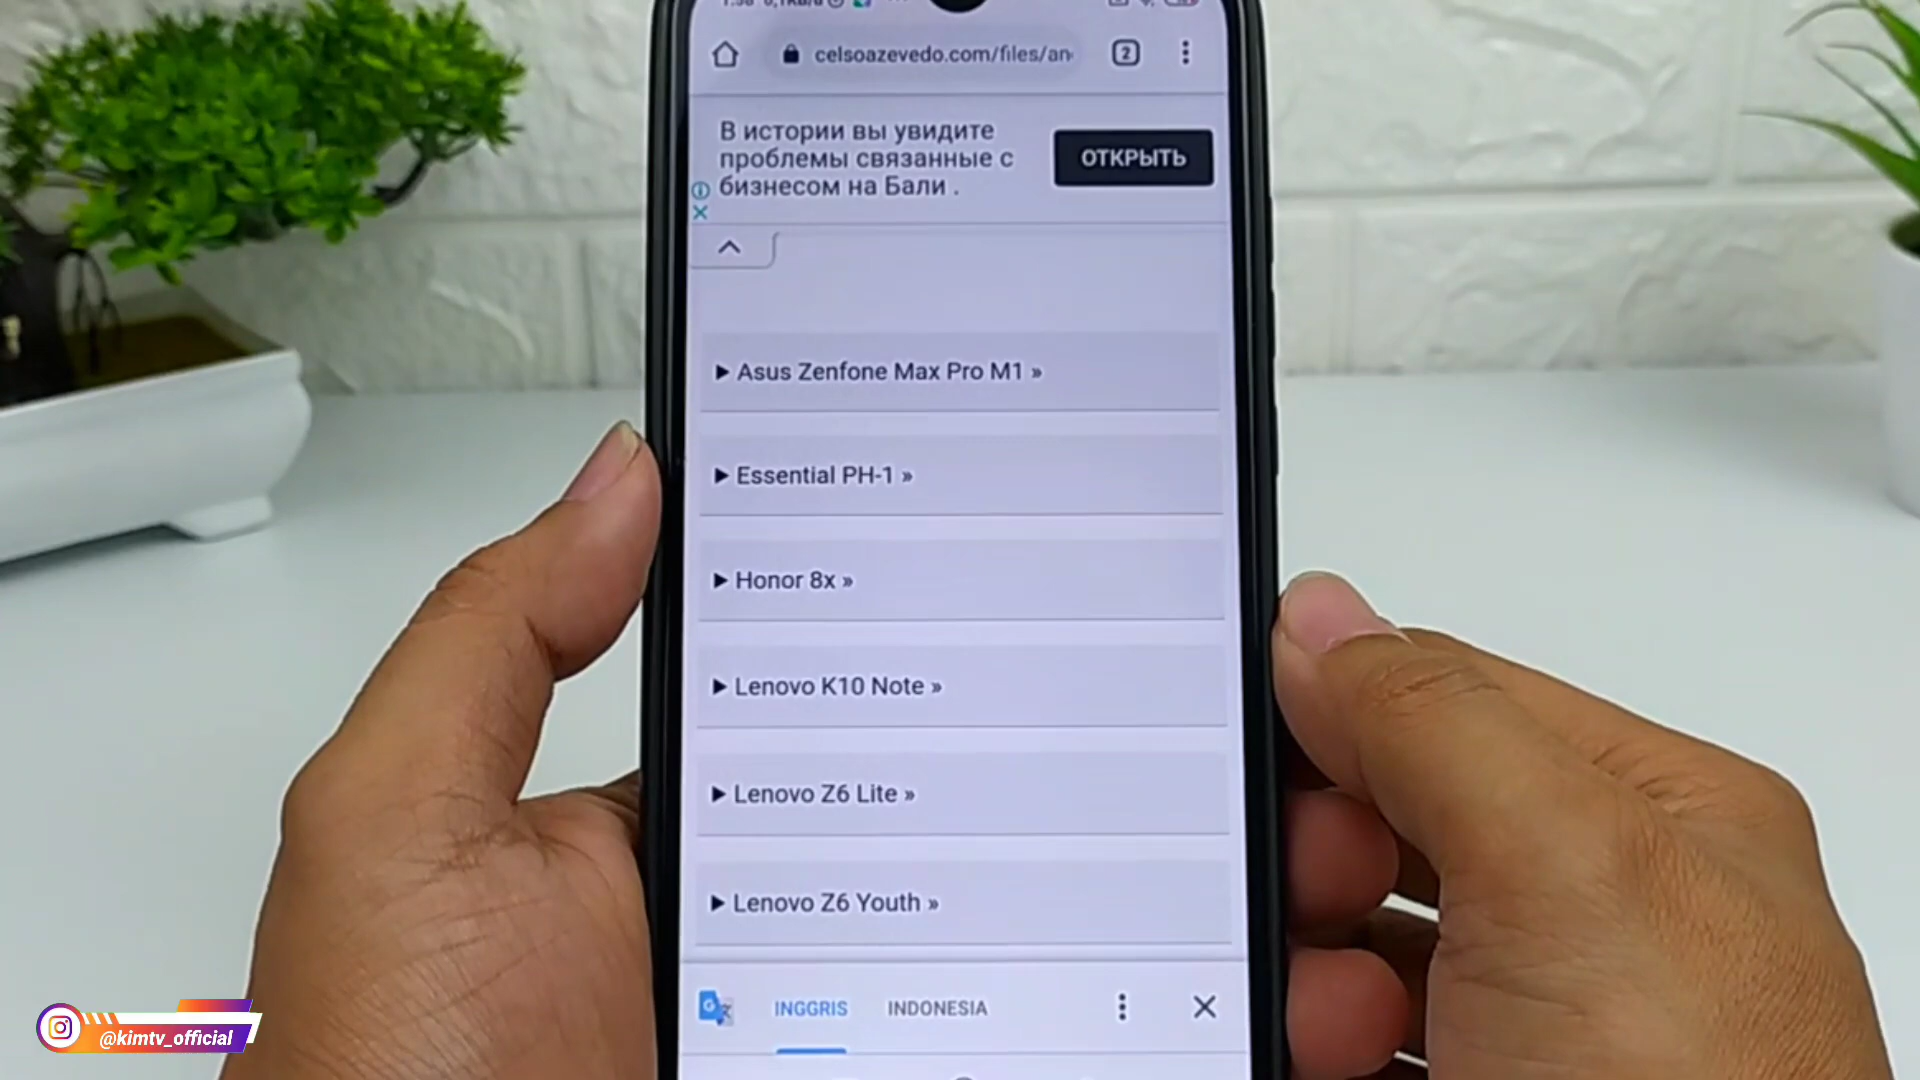 celsoazevedo.com/files/an
2
В истории вы увидите
проблемы связанные с
бизнесом на Бали .
ОТКРЫТЬ
Asus Zenfone Max Pro M1 »
Essential PH-1 »
Honor 8x »
Lenovo K10 Note »
Lenovo Z6 Lite »
Lenovo Z6 Youth »
INGGRIS
INDONESIA
@kimtv_official